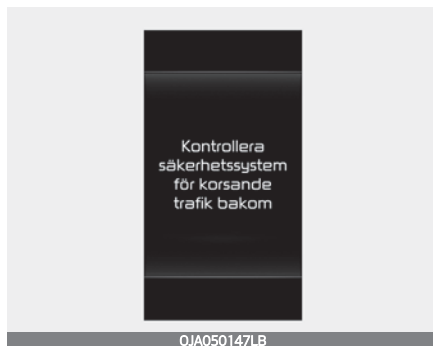 Kontrollera
säkerhetssystem
för korsande
trafik bakom
OJA050147LB